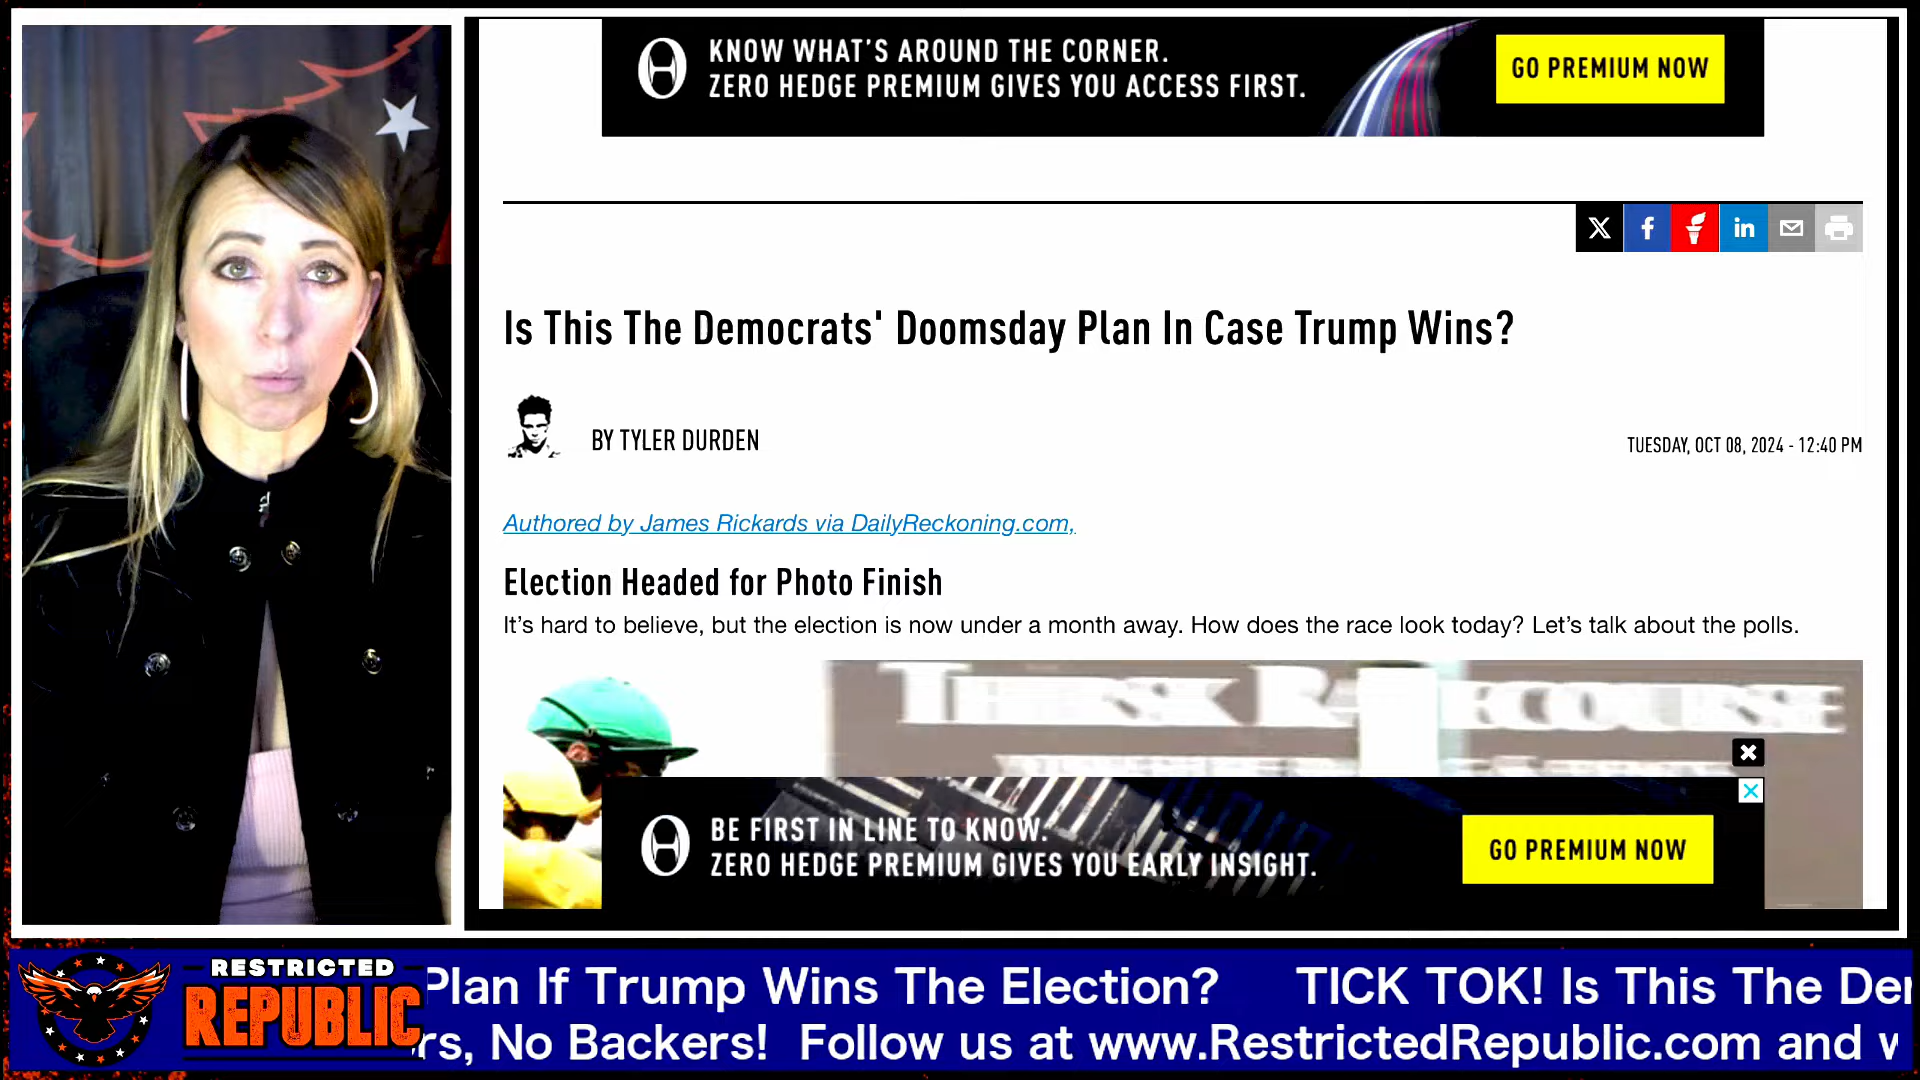 KNOW WHAT'S AROUND THE CORNER.
ZERO HEDGE PREMIUM GIVES YOU ACCESS FIRST.
GO PREMIUM NOW
X
f
in
Is This The Democrats' Doomsday Plan In Case Trump Wins?
BY TYLER DURDEN
TUESDAY, OCT 08, 2024 - 12:40 PM
Authored by James Rickards via DailyReckoning.com,
Election Headed for Photo Finish
It’s hard to believe, but the election is now under a month away. How does the race look today? Let’s talk about the polls.
THIRSK RACECOURSE
BE FIRST IN LINE TO KNOW.
ZERO HEDGE PREMIUM GIVES YOU EARLY INSIGHT.
GO PREMIUM NOW
RESTRICTED
REPUBLIC
Plan If Trump Wins The Election? TICK TOK! Is This The Der
rs, No Backers! Follow us at www.RestrictedRepublic.com and w